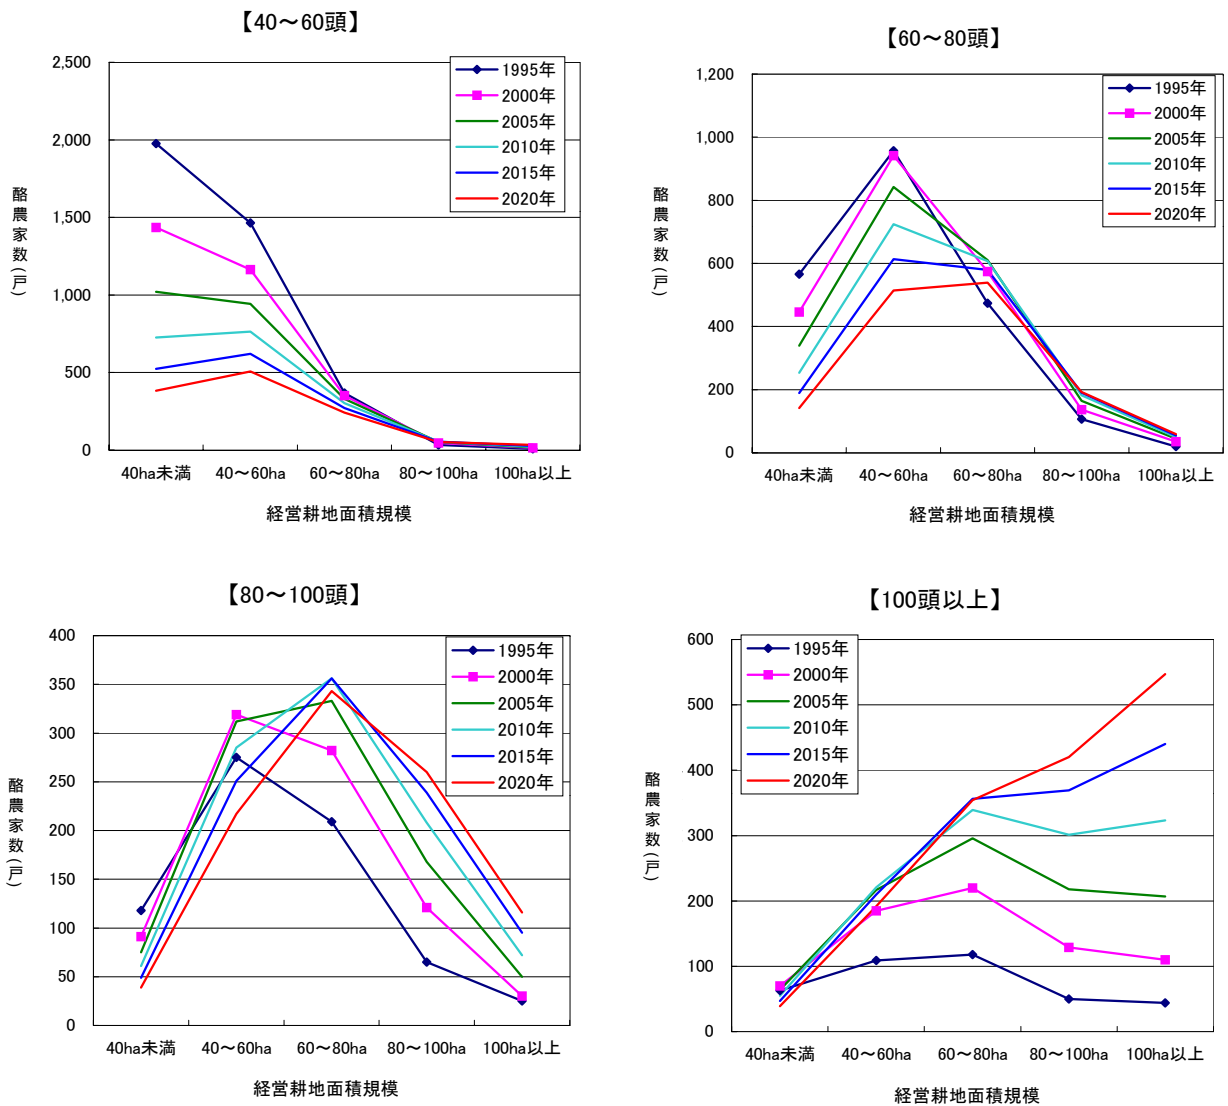 【40～60頭】
2,500
2,000
1,500
1,000
500
0
酪農家数(戸)
1995年
2000年
2005年
2010年
2015年
2020年
40ha未満
40～60ha
60～80ha
80～100ha
100ha以上
経営耕地面積規模
【60～80頭】
1,200
1,000
800
600
400
200
0
酪農家数(戸)
1995年
2000年
2005年
2010年
2015年
2020年
40ha未満
40～60ha
60～80ha
80～100ha
100ha以上
経営耕地面積規模
【80～100頭】
400
350
300
250
200
150
100
50
0
酪農家数(戸)
1995年
2000年
2005年
2010年
2015年
2020年
40ha未満
40～60ha
60～80ha
80～100ha
100ha以上
経営耕地面積規模
【100頭以上】
600
500
400
300
200
100
0
酪農家数(戸)
1995年
2000年
2005年
2010年
2015年
2020年
40ha未満
40～60ha
60～80ha
80～100ha
100ha以上
経営耕地面積規模